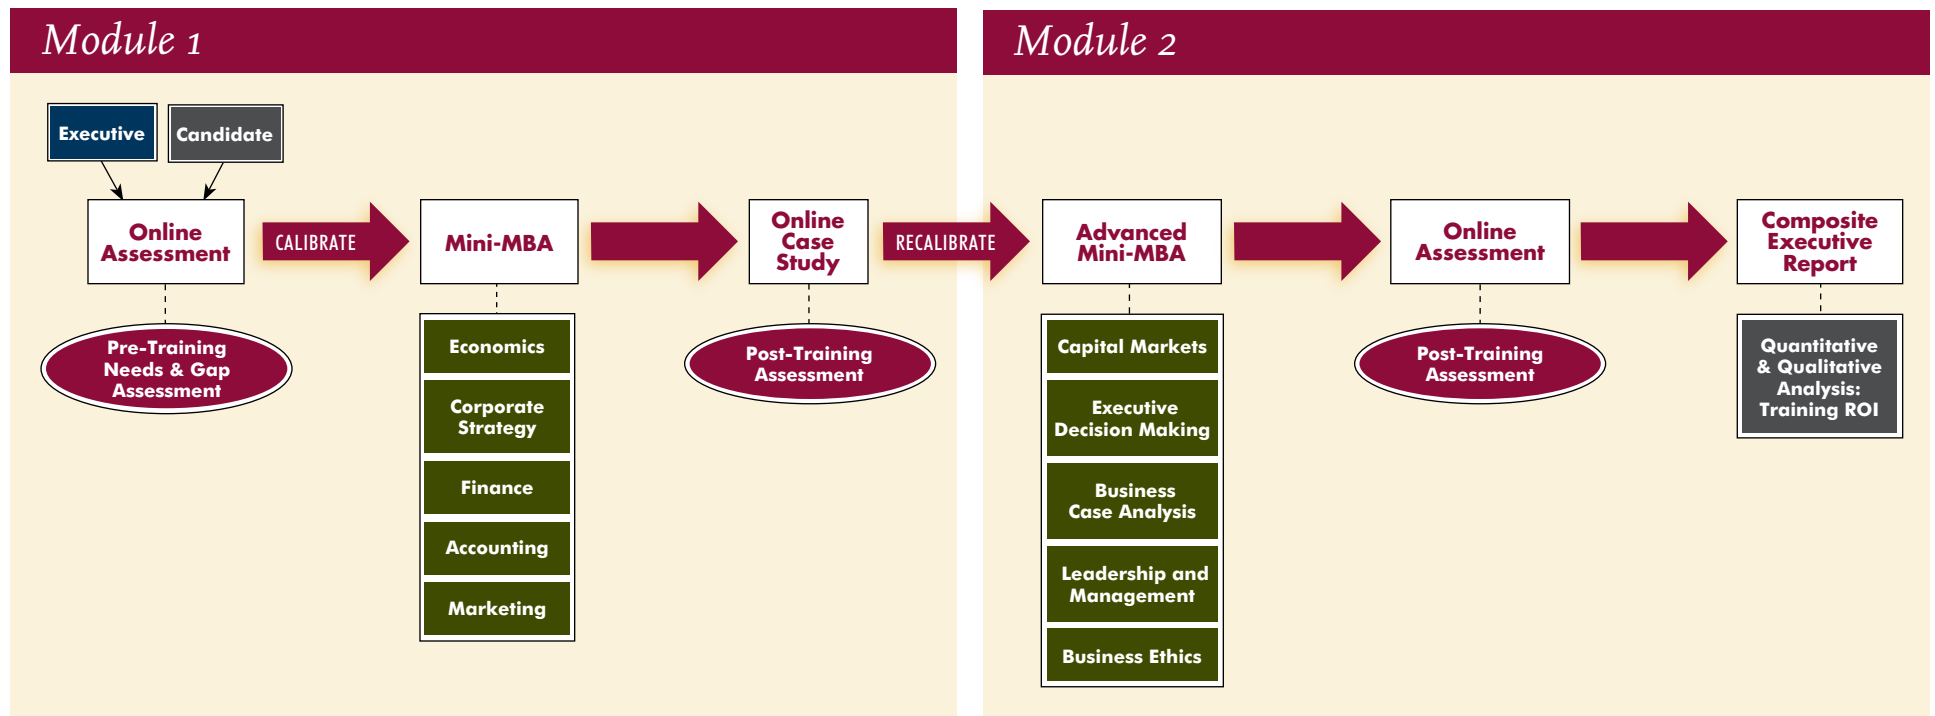 Module 1
Executive
Candidate
Online
Assessment
CALIBRATE
Mini-MBA
Online
Case
Study
RECALIBRATE
Pre-Training
Needs & Gap
Assessment
Economics
Corporate
Strategy
Finance
Accounting
Marketing
Post-Training
Assessment
Module 2
Advanced
Mini-MBA
Online
Assessment
Composite
Executive
Report
Capital Markets
Executive
Decision Making
Business
Case Analysis
Leadership and
Management
Business Ethics
Post-Training
Assessment
Quantitative
& Qualitative
Analysis:
Training ROI